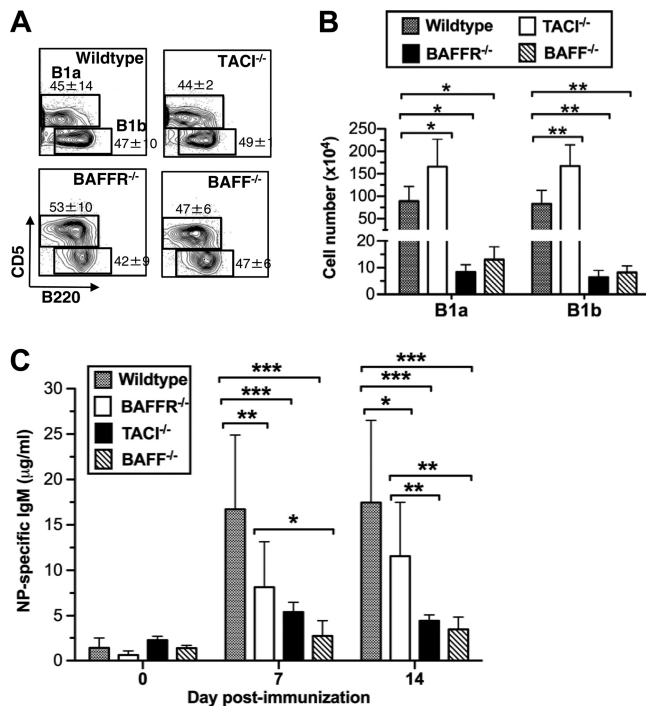 A
Wildtype
B1a
45±14
B1b
47±10
TACI-/-
44±2
49±1
BAFFR-/-
53±10
42±9
BAFF-/-
47±6
47±6
CD5
B220
B
Wildtype
TACI-/-
BAFFR-/-
BAFF-/-
* ** * ** * **
Cell number (x10⁴)
250
200
150
100
50
20
10
0
B1a B1b
C
Wildtype
BAFFR-/-
TACI-/-
BAFF-/-
*** *** ** *
*** *** * ** **
NP-specific IgM (µg/ml)
30
25
20
15
10
5
0
0 7 14
Day post-immunization